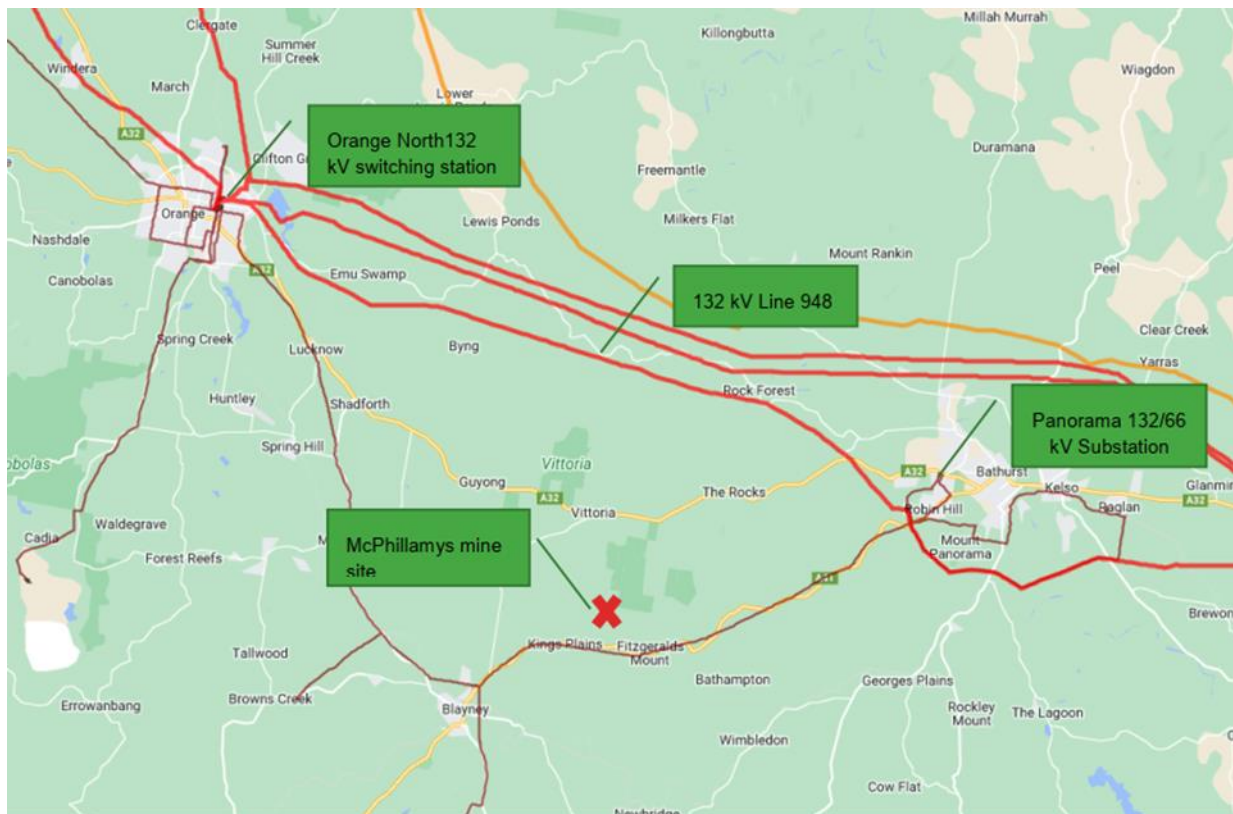 Clergate
Millah Murrah
Killongbutta
Summer
Hill Creek
Windera
March
Lower
Wiagdon
A32
Orange North132
kV switching station
Clifton
Duramana
Freemantle
Orange
Lewis Ponds
Milkers Flat
Nashdale
Mount Rankin
Canobolas
A32
Emu Swamp
Peel
132 kV Line 948
Clear Creek
Spring Creek
Lucknow
Byng
Yarras
Rock Forest
Huntley
Shadforth
Panorama 132/66
kV Substation
Spring Hill
Vittoria
A32
Bathurst
Guyong
Kelso
Glanmire
A32
The Rocks
A32
Vittoria
Robin Hill
Raglan
Waldegrave
Cadia
Forest Reefs
McPhillamys mine
site
Mount
Panorama
A41
Brewon
Kings Plains
Fitzgeralds
Mount
Tallwood
Browns Creek
Bathampton
Georges Plains
Errowanbang
Blayney
Rockley
Mount
The Lagoon
Wimbledon
Cow Flat
Newbridge